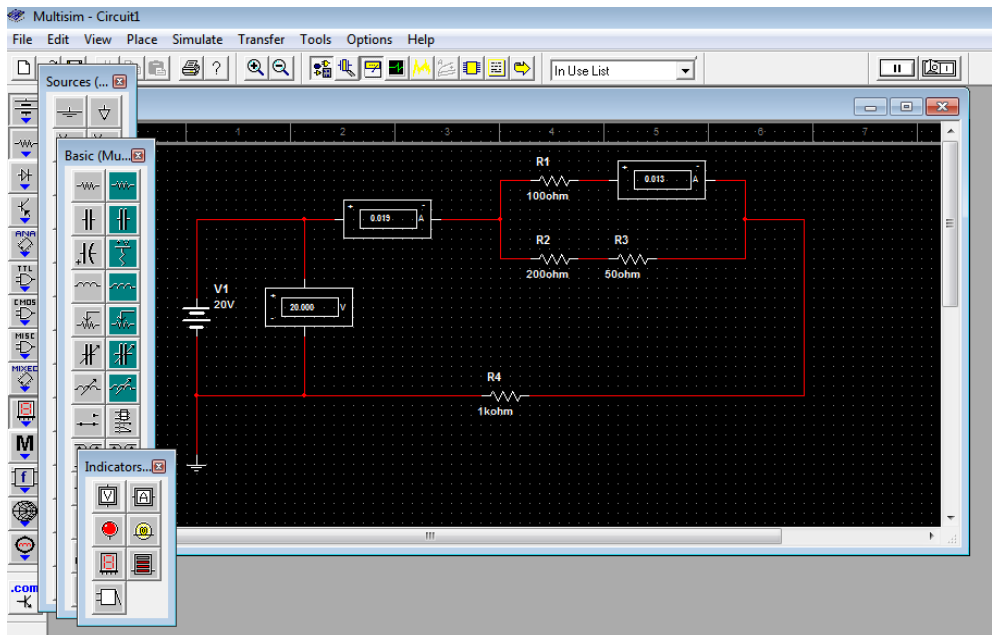 Multisim - Circuit1
File Edit View Place Simulate Transfer Tools Options Help
In Use List
Sources (...
Basic (Mu...
1 2 3 4 5 6 7
R1
0.013 A
100ohm
0.019 A
R2 R3
200ohm 50ohm
V1
20V
20.000 V
R4
1kohm
ANA
TTL
CMOS
MISC
MIXED
M
Indicators...
V A
f
.com